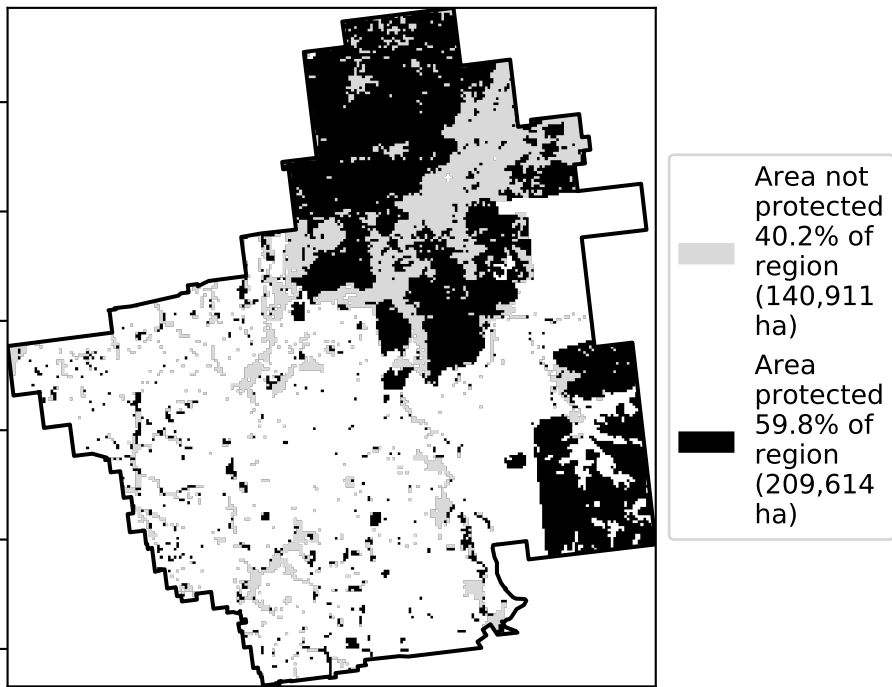 Area not
protected
40.2% of
region
(140,911
ha)
Area
protected
59.8% of
region
(209,614
ha)